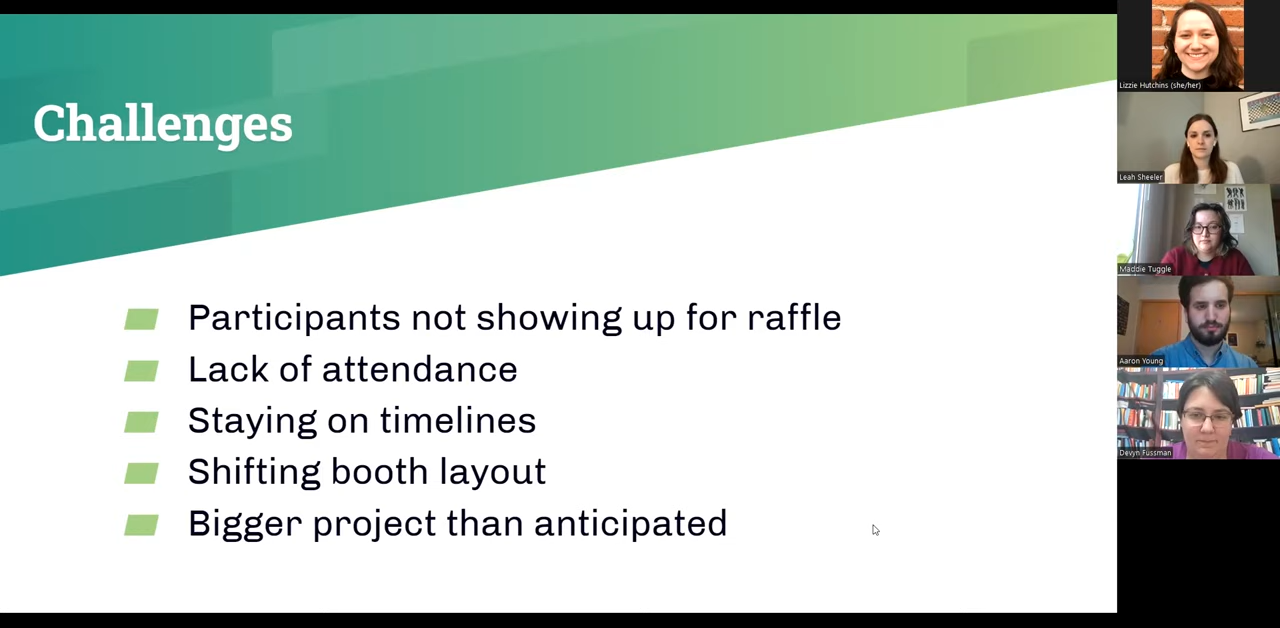 Challenges
Participants not showing up for raffle
Lack of attendance
Staying on timelines
Shifting booth layout
Bigger project than anticipated
Lizzie Hutchins (she/her)
Leah Sheeler
Maddie Tuggle
Aaron Young
Devyn Fussman